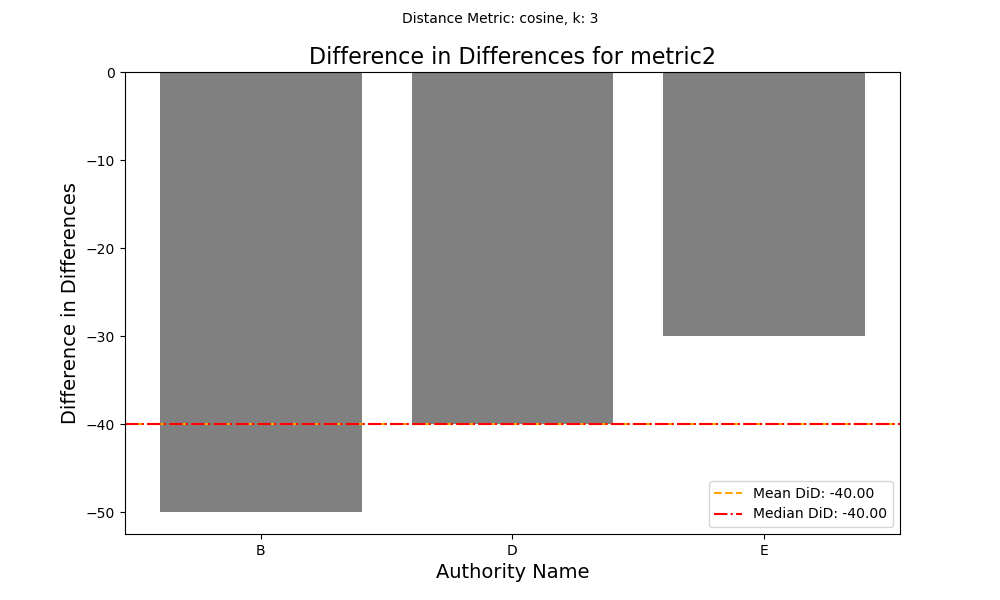 Distance Metric: cosine, k: 3
Difference in Differences for metric2
Difference in Differences
0
−10
−20
−30
−40
−50
Mean DiD: -40.00
Median DiD: -40.00
B
D
E
Authority Name